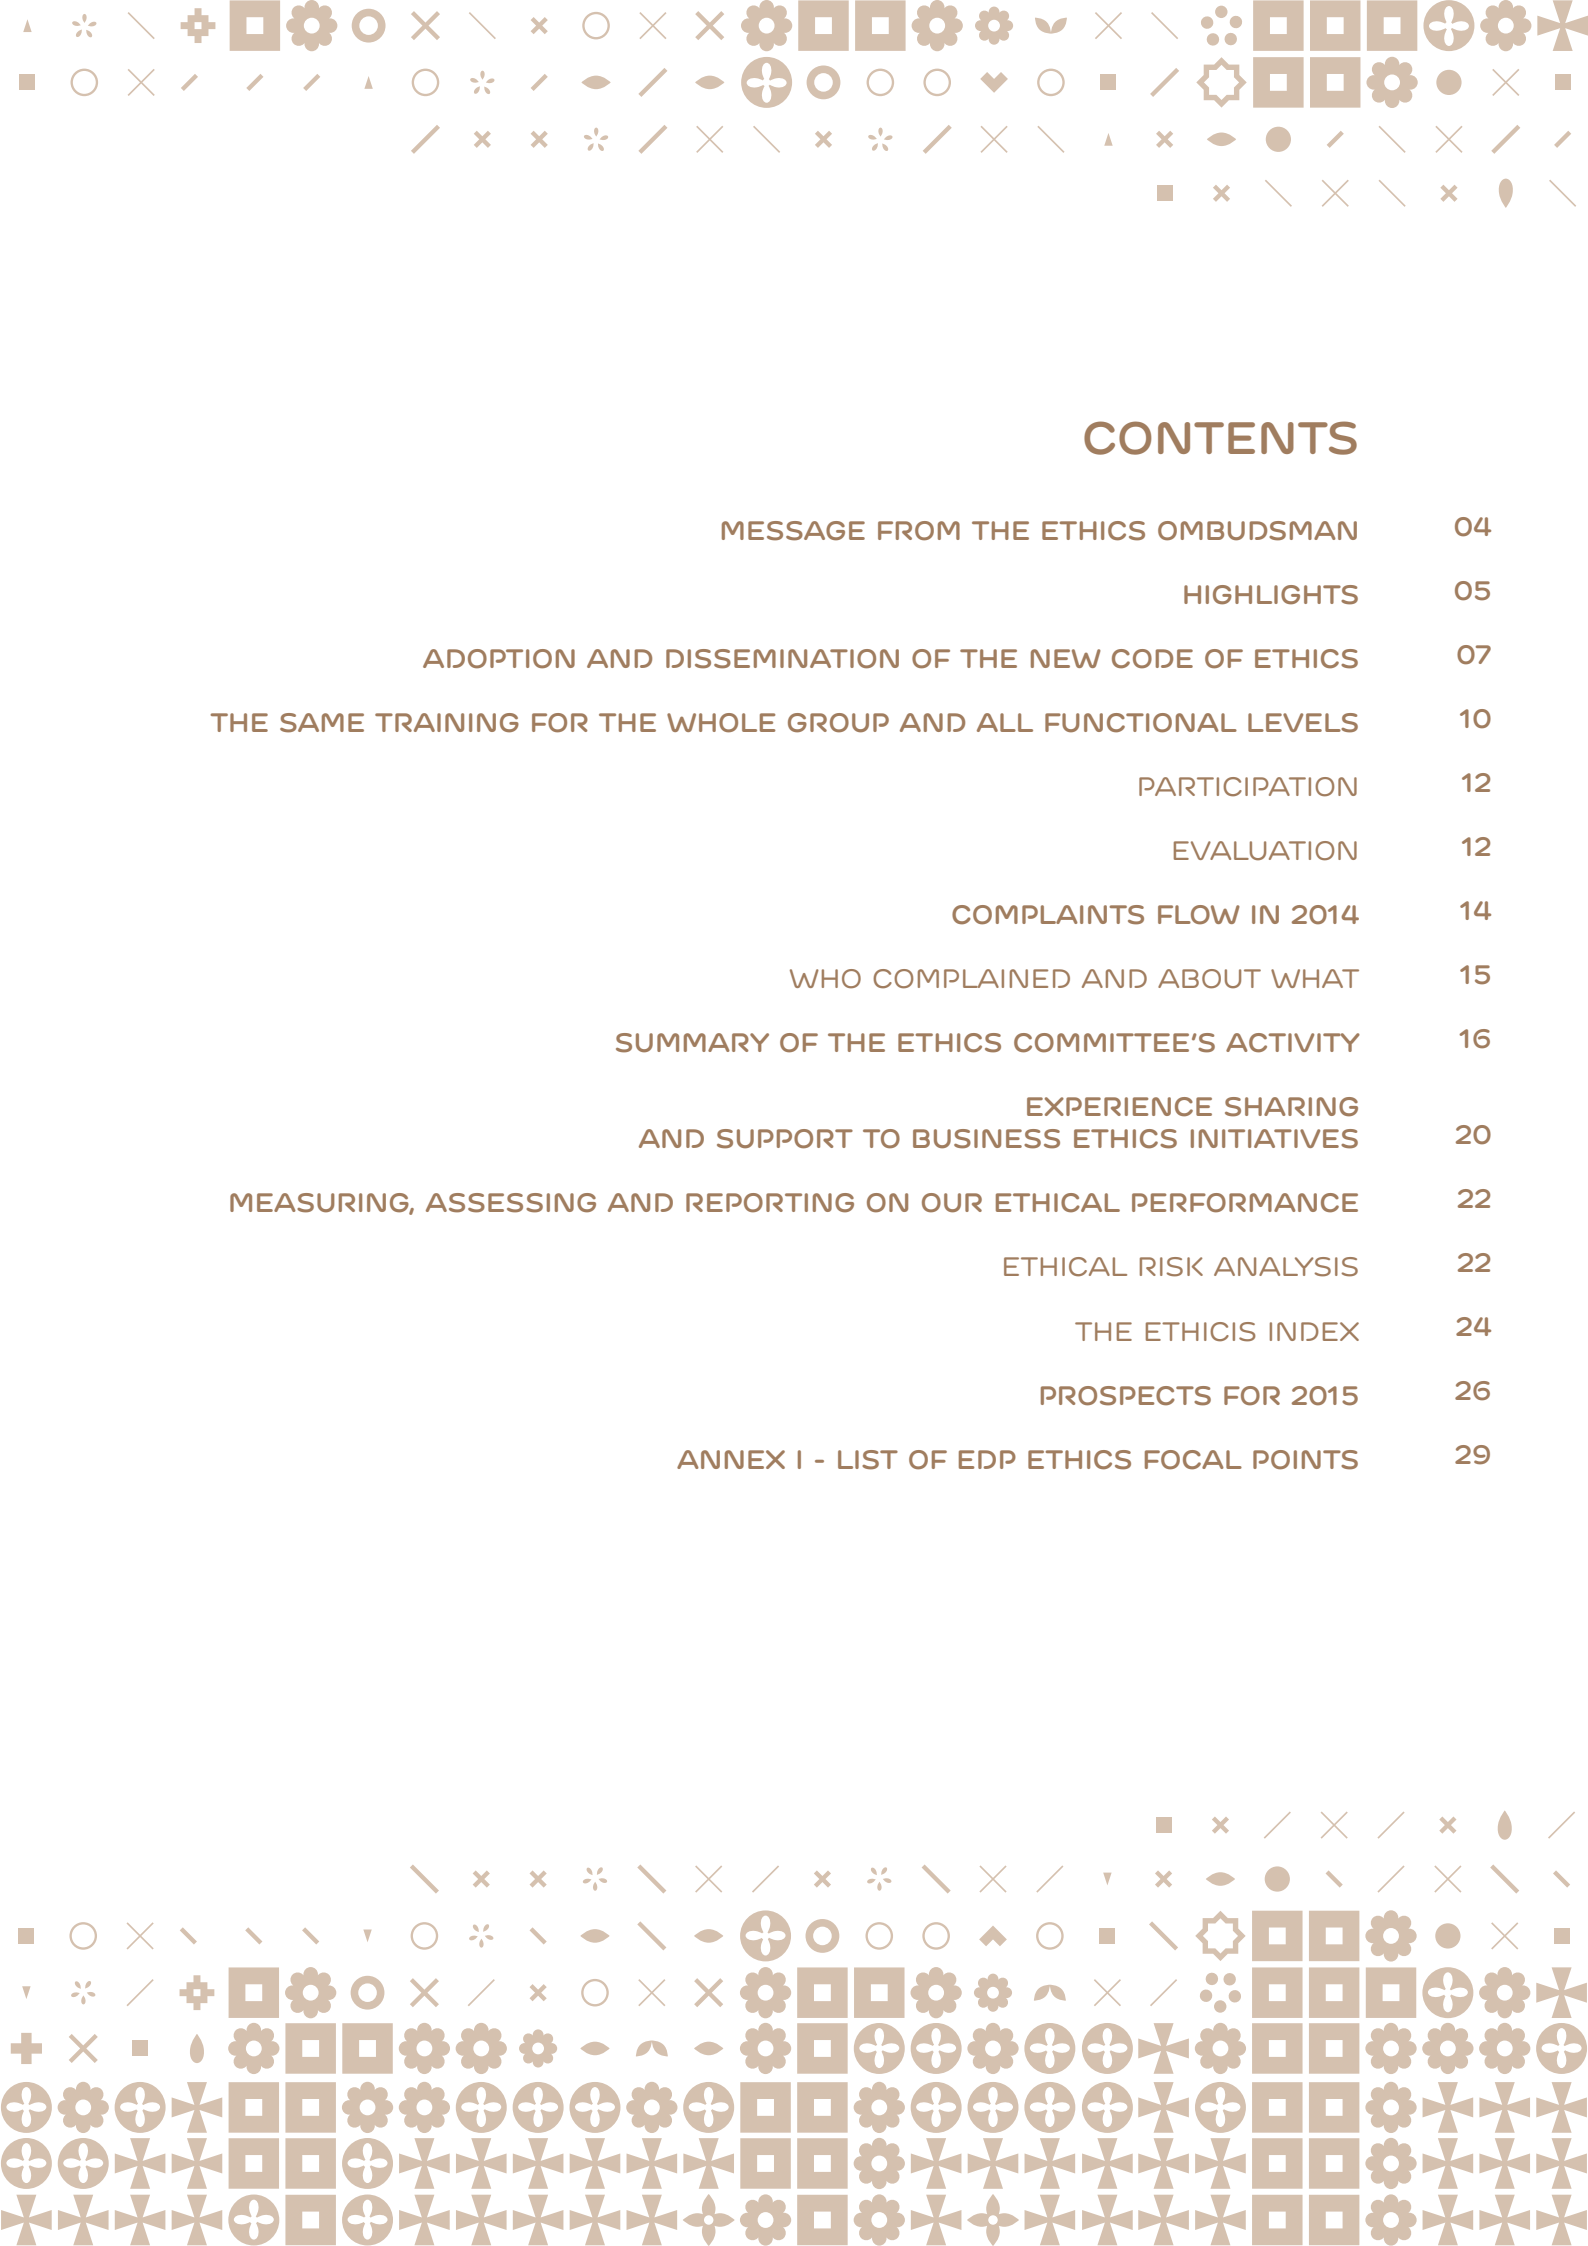 CONTENTS
MESSAGE FROM THE ETHICS OMBUDSMAN 04
HIGHLIGHTS 05
ADOPTION AND DISSEMINATION OF THE NEW CODE OF ETHICS 07
THE SAME TRAINING FOR THE WHOLE GROUP AND ALL FUNCTIONAL LEVELS 10
PARTICIPATION 12
EVALUATION 12
COMPLAINTS FLOW IN 2014 14
WHO COMPLAINED AND ABOUT WHAT 15
SUMMARY OF THE ETHICS COMMITTEE'S ACTIVITY 16
EXPERIENCE SHARING
AND SUPPORT TO BUSINESS ETHICS INITIATIVES 20
MEASURING, ASSESSING AND REPORTING ON OUR ETHICAL PERFORMANCE 22
ETHICAL RISK ANALYSIS 22
THE ETHICIS INDEX 24
PROSPECTS FOR 2015 26
ANNEX I - LIST OF EDP ETHICS FOCAL POINTS 29